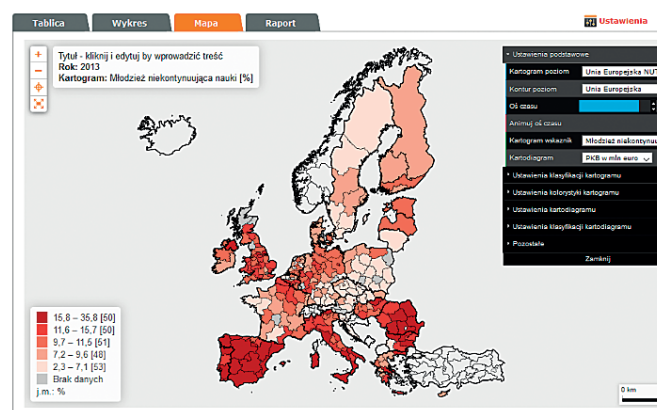 Tablica
Wykres
Mapa
Raport
Ustawienia
Tytuł - kliknij i edytuj by wprowadzić treść
Rok: 2013
Kartogram: Młodzież niekontynuująca nauki [%]
Ustawienia podstawowe
Kartogram poziom Unia Europejska NUT
Kontur poziom Unia Europejska
Oś czasu
Animuj oś czasu
Kartogram wskaźnik Młodzież niekontynuu
Kartodiagram PKB w mln euro
Ustawienia klasyfikacji kartogramu
Ustawienia kolorystyki kartogramu
Ustawienia kartodiagramu
Ustawienia klasyfikacji kartodiagramu
Pozostałe
Zamknij
15,8 – 35,8 [50]
11,6 – 15,7 [50]
9,7 – 11,5 [51]
7,2 – 9,6 [48]
2,3 – 7,1 [53]
Brak danych
j.m.: %
0 km